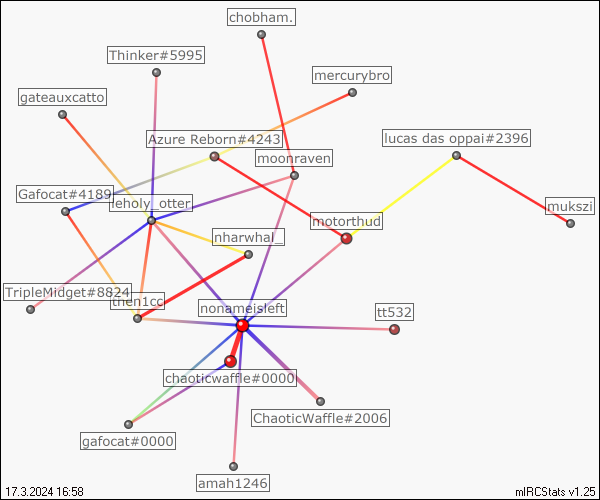 chobham.
Thinker#5995
mercurybro
gateauxcatto
Azure Reborn#4243
lucas das oppai#2396
moonraven
Gafocat#4189
leholy_otter
mukszi
motorthud
nharwhal_
TripleMidget#8824
then1cc
nonameisleft
tt532
chaoticwaffle#0000
ChaoticWaffle#2006
gafocat#0000
amah1246
17.3.2024 16:58
mIRCStats v1.25